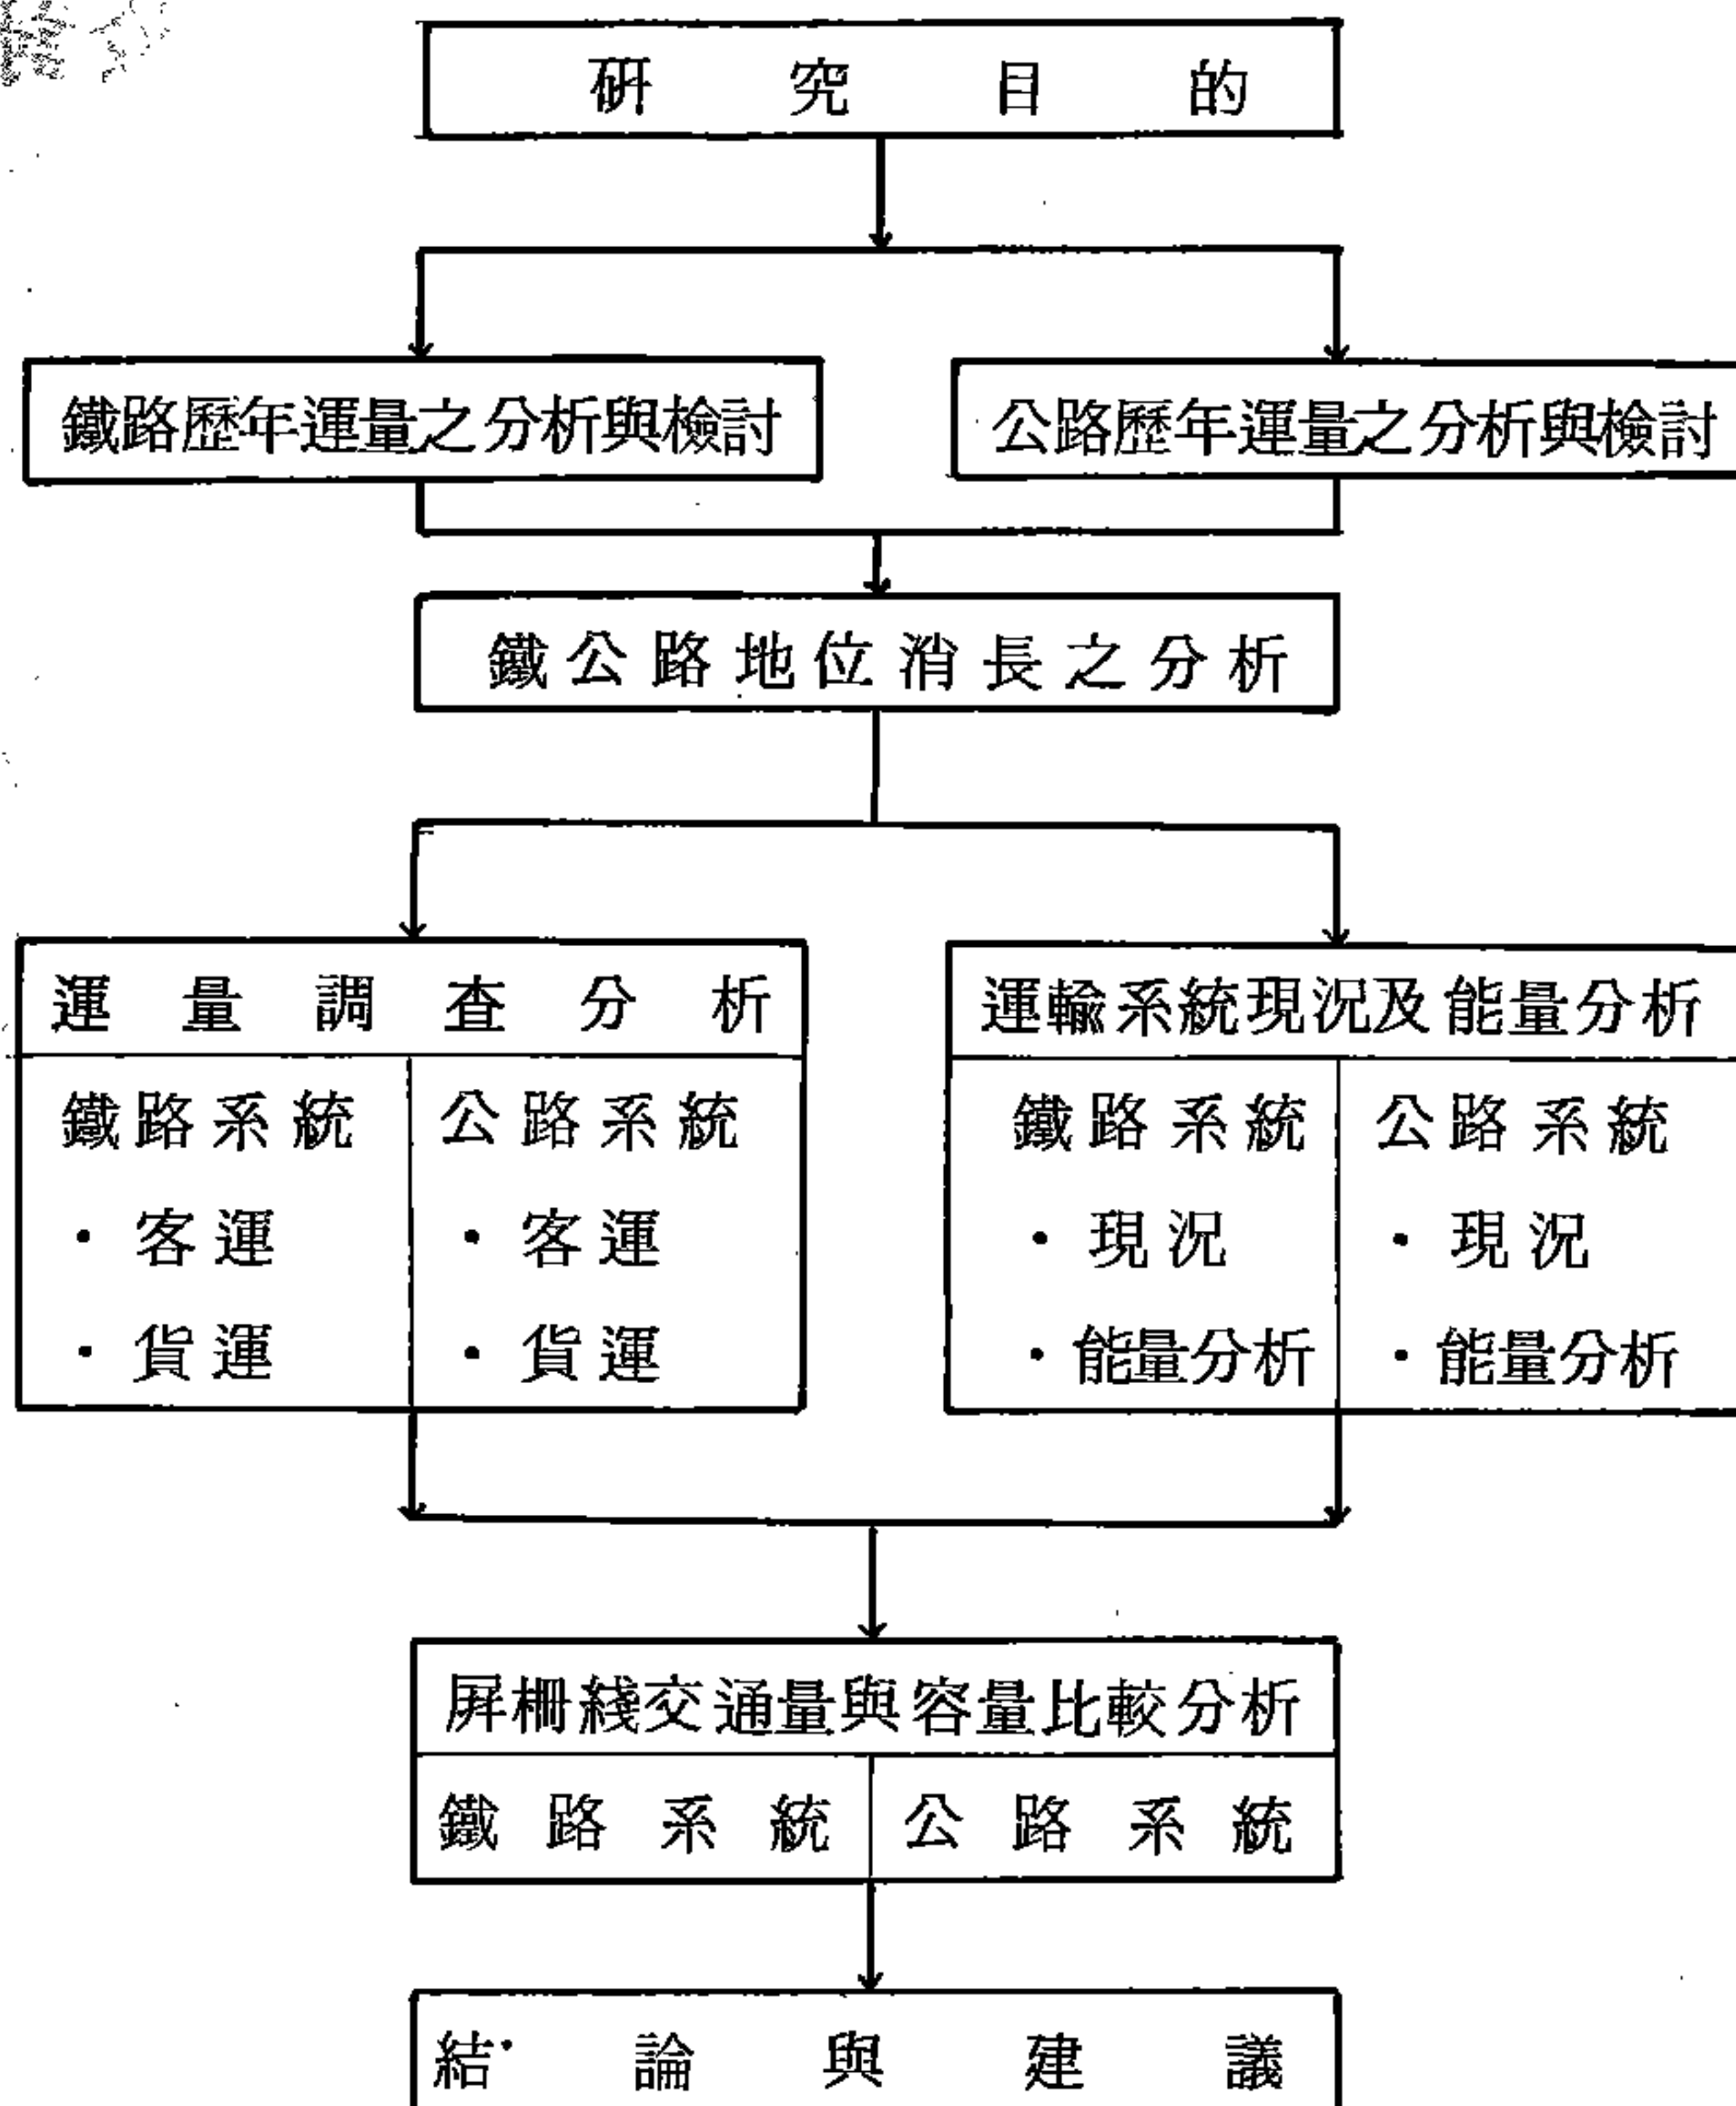 研究目的
鐵路歷年運量之分析與檢討
公路歷年運量之分析與檢討
鐵公路地位消長之分析
運量調查分析
鐵路系統
公路系統
・客運
・客運
・貨運
・貨運
運輸系統現況及能量分析
鐵路系統
公路系統
・現況
・現況
・能量分析
・能量分析
屏柵綫交通量與容量比較分析
鐵路系統
公路系統
結論與建議